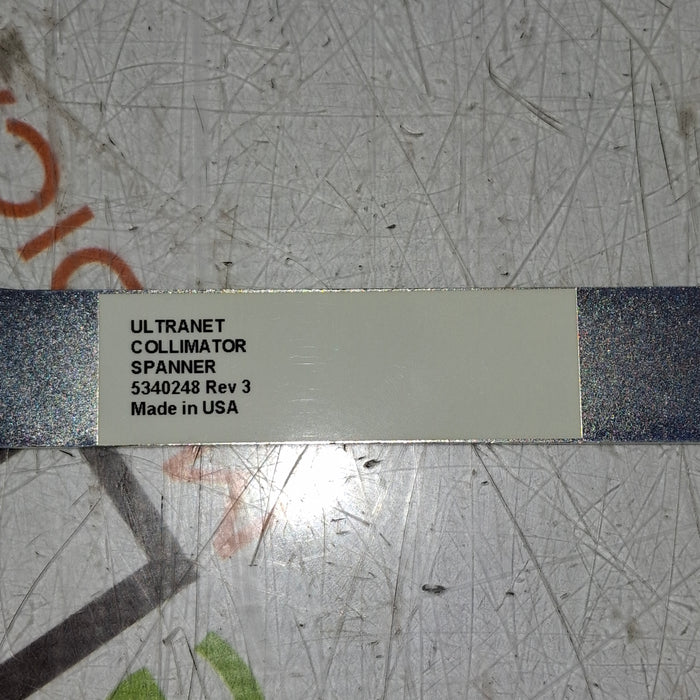 ULTRANET
COLLIMATOR
SPANNER
5340248 Rev 3
Made in USA